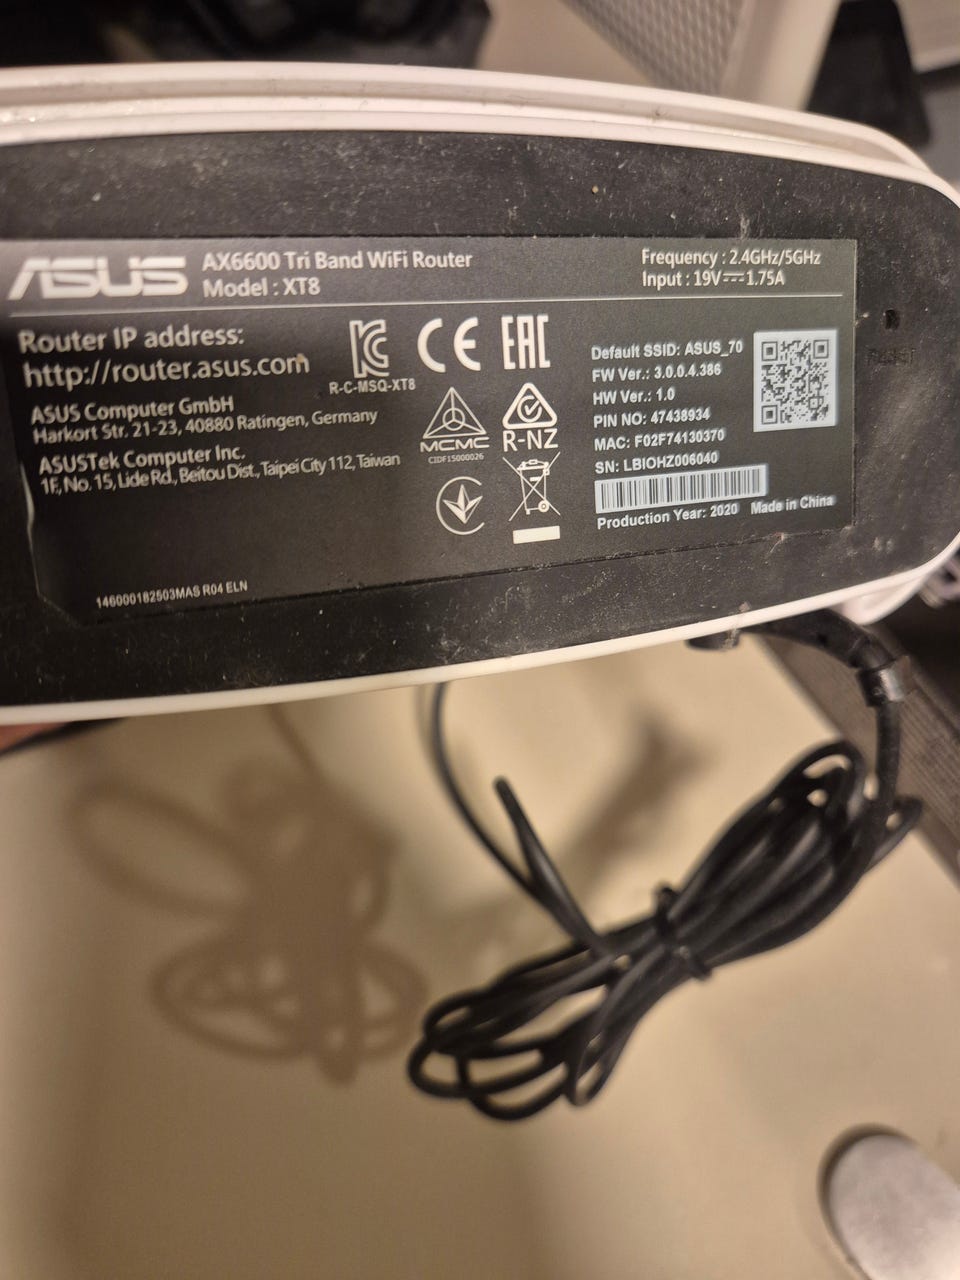 ASUS
AX6600 Tri Band WiFi Router
Model : XT8
Frequency : 2.4GHz/5GHz
Input : 19V⎓1.75A
Router IP address:
http://router.asus.com
ASUS Computer GmbH
Harkort Str. 21-23, 40880 Ratingen, Germany
ASUSTek Computer Inc.
1F, No. 15, Lide Rd., Beitou Dist., Taipei City 112, Taiwan
146000182503MAS R04 ELN
R-C-MSQ-XT8
CE
EAC
MCMC
CIDF15000026
R-NZ
Default SSID: ASUS_70
FW Ver.: 3.0.0.4.386
HW Ver.: 1.0
PIN NO: 47438934
MAC: F02F74130370
SN: LBIOHZ006040
Production Year: 2020 Made in China